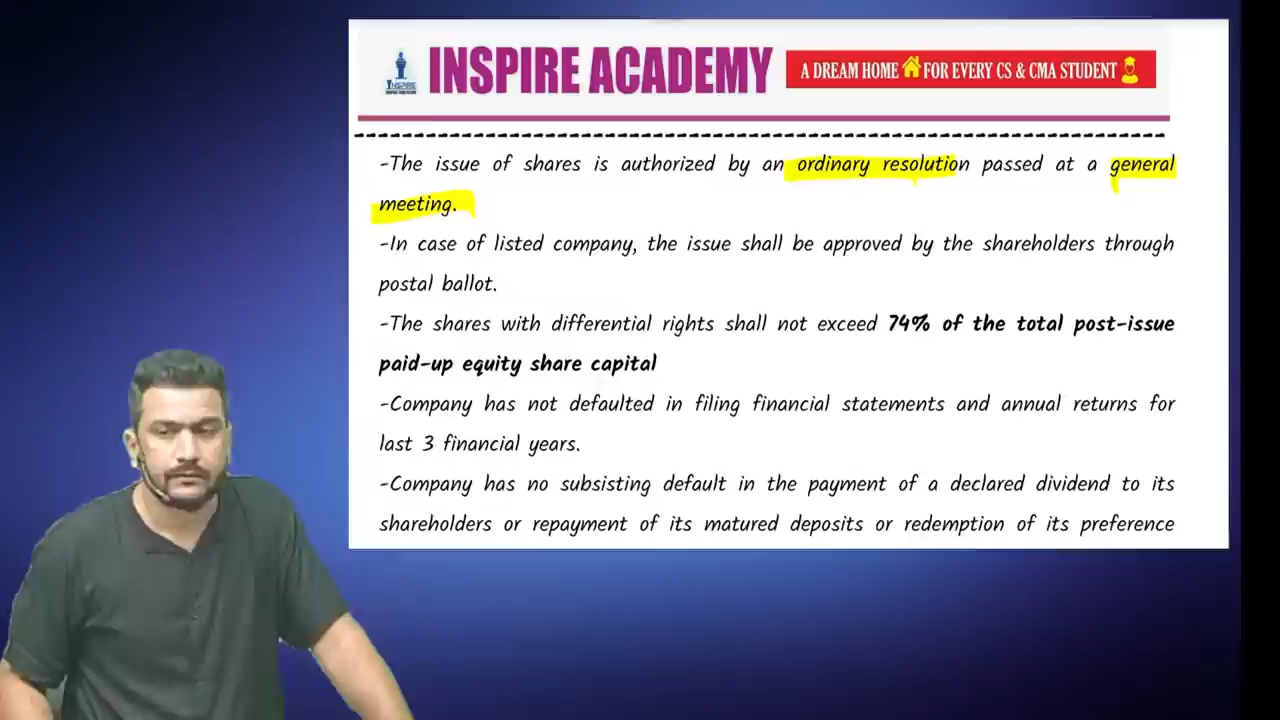 INSPIRE
INSPIRE ACADEMY
A DREAM HOME FOR EVERY CS & CMA STUDENT
-The issue of shares is authorized by an ordinary resolution passed at a general
meeting.
-In case of listed company, the issue shall be approved by the shareholders through
postal ballot.
-The shares with differential rights shall not exceed 74% of the total post-issue
paid-up equity share capital
-Company has not defaulted in filing financial statements and annual returns for
last 3 financial years.
-Company has no subsisting default in the payment of a declared dividend to its
shareholders or repayment of its matured deposits or redemption of its preference